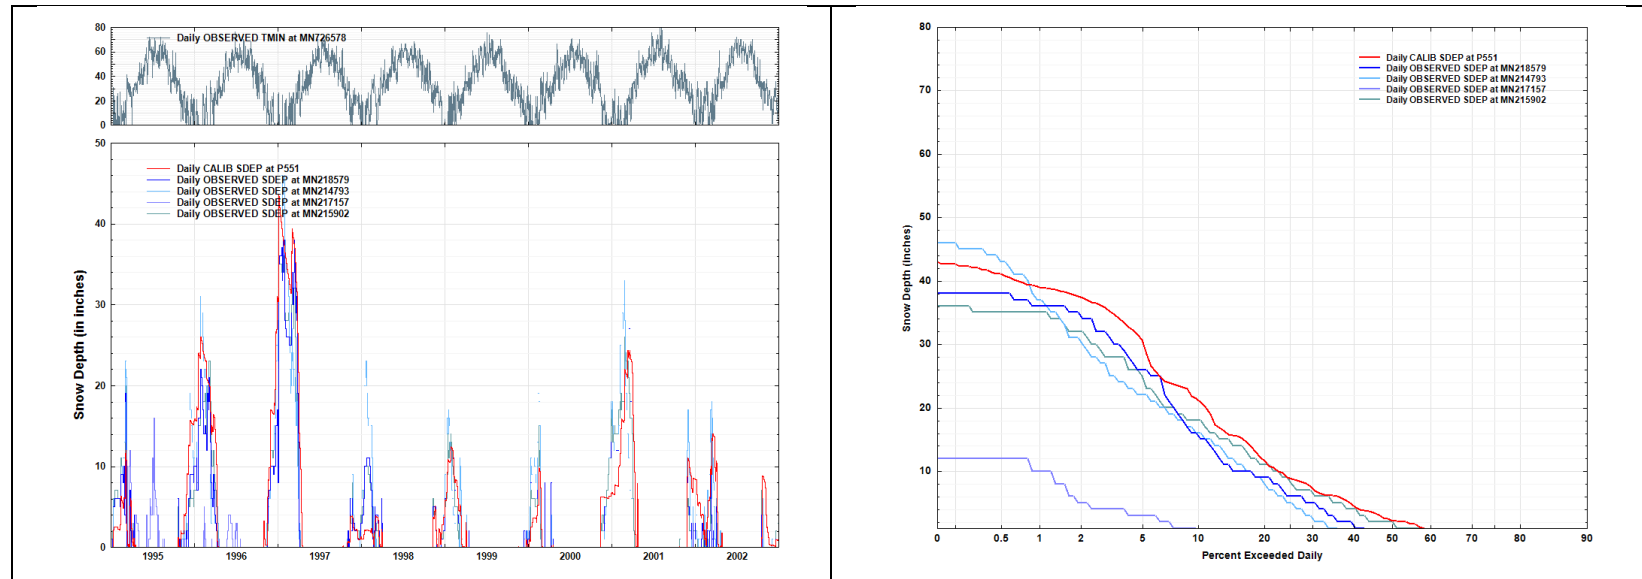 80
60
40
20
0
Daily OBSERVED TMIN at MN726578
50
40
30
20
10
0
Snow Depth (in inches)
Daily CALIB SDEP at P551
Daily OBSERVED SDEP at MN218579
Daily OBSERVED SDEP at MN214793
Daily OBSERVED SDEP at MN217157
Daily OBSERVED SDEP at MN215902
1995 1996 1997 1998 1999 2000 2001 2002
80
70
60
50
40
30
20
10
Snow Depth (inches)
Daily CALIB SDEP at P551
Daily OBSERVED SDEP at MN218579
Daily OBSERVED SDEP at MN214793
Daily OBSERVED SDEP at MN217157
Daily OBSERVED SDEP at MN215902
0 0.5 1 2 5 10 20 30 40 50 60 70 80 90
Percent Exceeded Daily